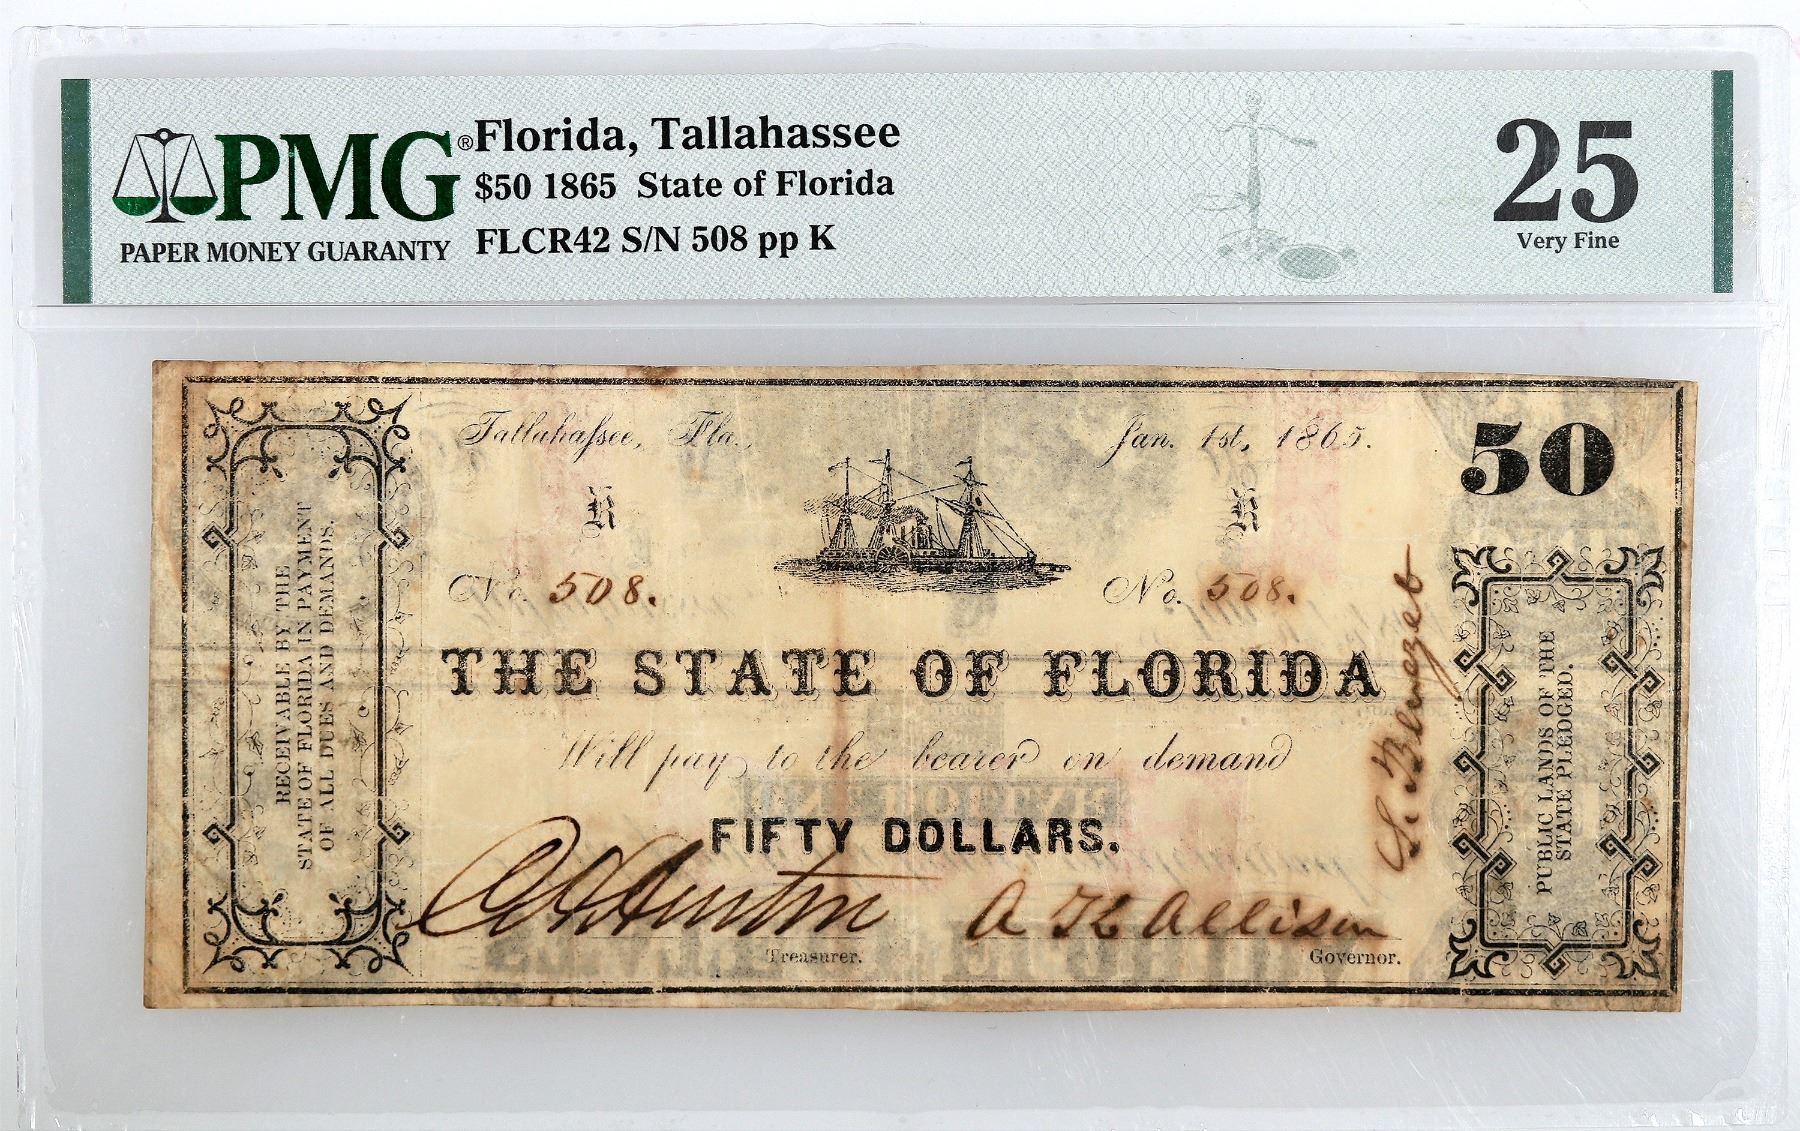 PMG®
PAPER MONEY GUARANTY
Florida, Tallahassee
$50 1865 State of Florida
FLCR42 S/N 508 pp K
25
Very Fine
Tallahassee, Fla., Jan. 1st, 1865.
50
K K
No. 508. No. 508.
THE STATE OF FLORIDA
Will pay to the bearer on demand
FIFTY DOLLARS.
A K Allison
Treasurer. Governor.
RECEIVABLE BY THE
STATE OF FLORIDA IN PAYMENT
OF ALL DUES AND DEMANDS.
PUBLIC LANDS OF THE
STATE PLEDGED.